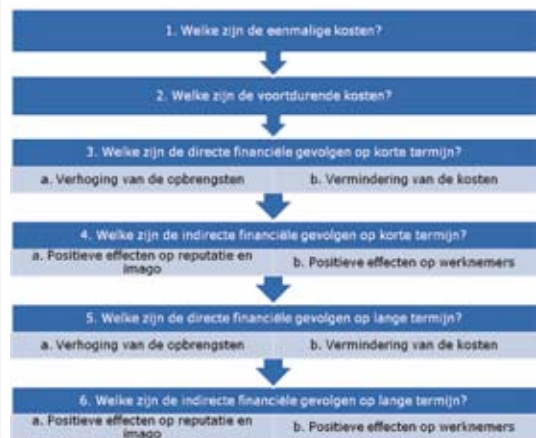 1. Welke zijn de eenmalige kosten?
2. Welke zijn de voortdurende kosten?
3. Welke zijn de directe financiële gevolgen op korte termijn?
a. Verhoging van de opbrengsten
b. Vermindering van de kosten
4. Welke zijn de indirecte financiële gevolgen op korte termijn?
a. Positieve effecten op reputatie en
imago
b. Positieve effecten op werknemers
5. Welke zijn de directe financiële gevolgen op lange termijn?
a. Verhoging van de opbrengsten
b. Vermindering van de kosten
6. Welke zijn de indirecte financiële gevolgen op lange termijn?
a. Positieve effecten op reputatie en
imago
b. Positieve effecten op werknemers